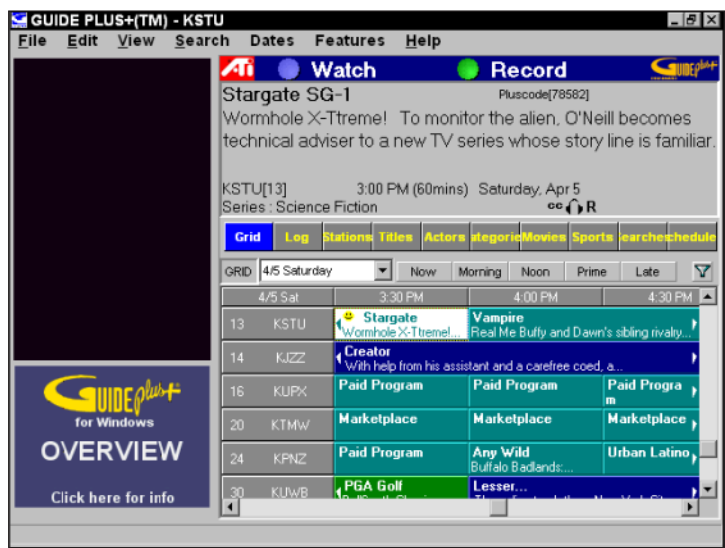 GUIDE PLUS+(TM) - KSTU
File Edit View Search Dates Features Help
ATi Watch Record GUIDE plus+
Stargate SG-1 Pluscode[78582]
Wormhole X-Ttreme! To monitor the alien, O'Neill becomes
technical adviser to a new TV series whose story line is familiar.
KSTU[13] 3:00 PM (60mins) Saturday, Apr 5
Series : Science Fiction cc R
Grid Log Stations Titles Actors ategorie Movies Sports earche chedule
GRID 4/5 Saturday Now Morning Noon Prime Late
4/5 Sat 3:30 PM 4:00 PM 4:30 PM
13 KSTU Stargate Vampire
Wormhole X-Ttreme!... Real Me Buffy and Dawn's sibling rivalry...
14 KJZZ Creator
With help from his assistant and a carefree coed, a...
16 KUPX Paid Program Paid Program Paid Progra
m
20 KTMW Marketplace Marketplace Marketplace
24 KPNZ Paid Program Any Wild Urban Latino
Buffalo Badlands:...
30 KUWB PGA Golf Lesser...
GUIDE plus+
for Windows
OVERVIEW
Click here for info